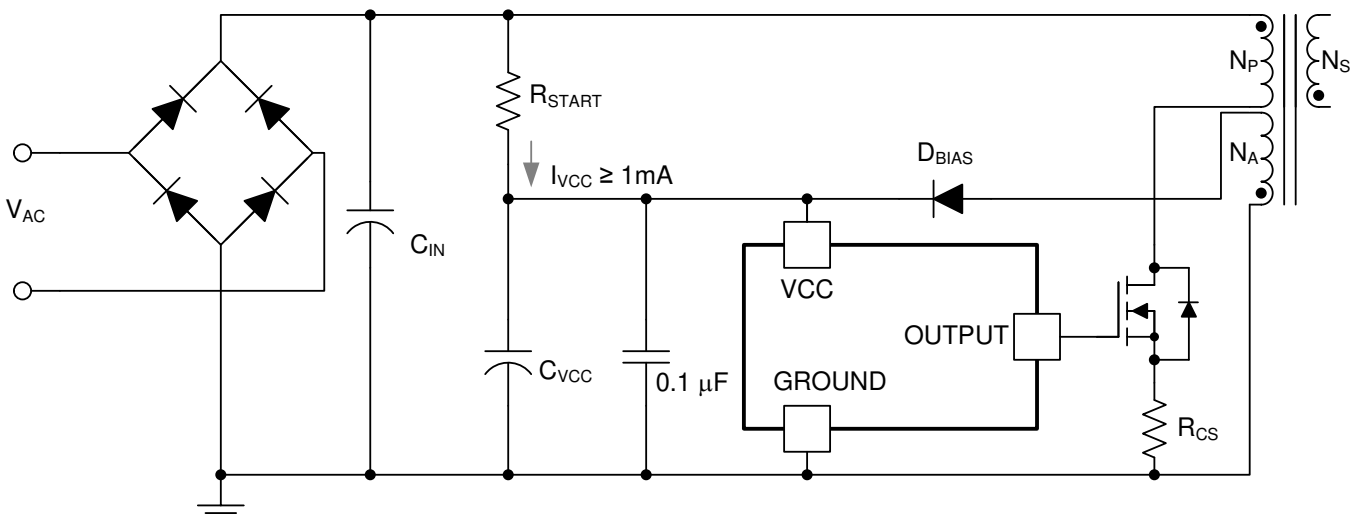 N_P
N_S
R_START
D_BIAS
N_A
I_VCC ≥ 1mA
V_AC
C_IN
VCC
OUTPUT
C_VCC
0.1 μF
GROUND
R_CS